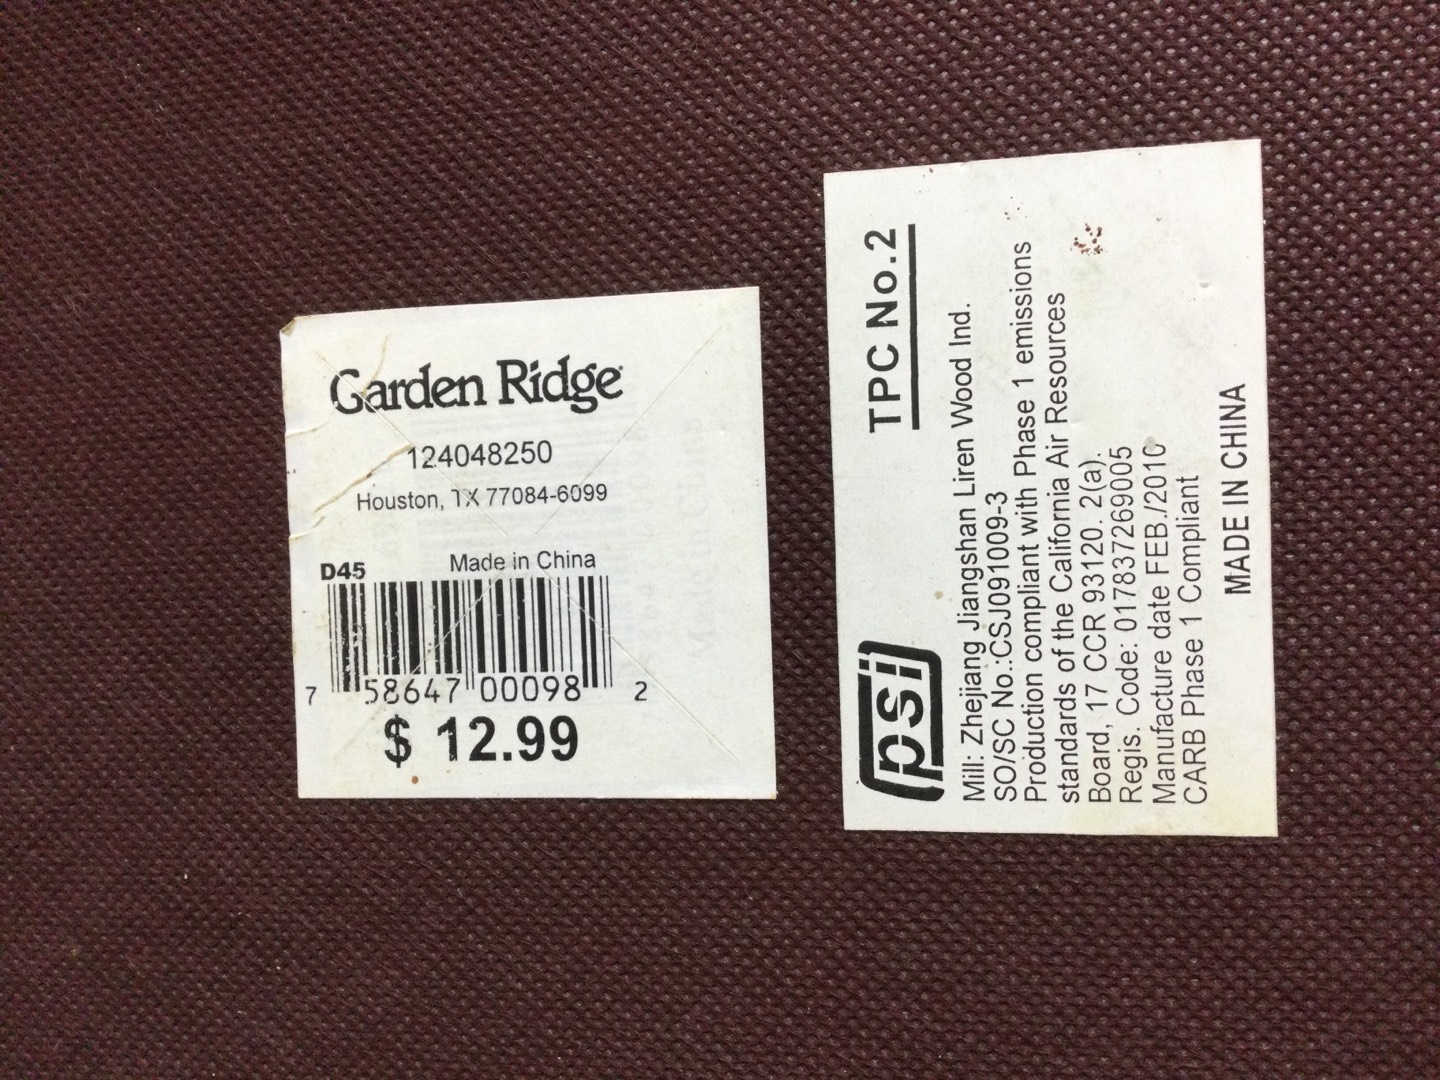 Garden Ridge
124048250
Houston, TX 77084-6099
D45
Made in China
7 58647 00098 2
$ 12.99
psi
TPC No.2
Mill: Zhejiang Jiangshan Liren Wood Ind.
SO/SC No.:CSJ091009-3
Production compliant with Phase 1 emissions
standards of the California Air Resources
Board, 17 CCR 93120. 2(a).
Regis. Code: 017837269005
Manufacture date FEB./2010
CARB Phase 1 Compliant
MADE IN CHINA